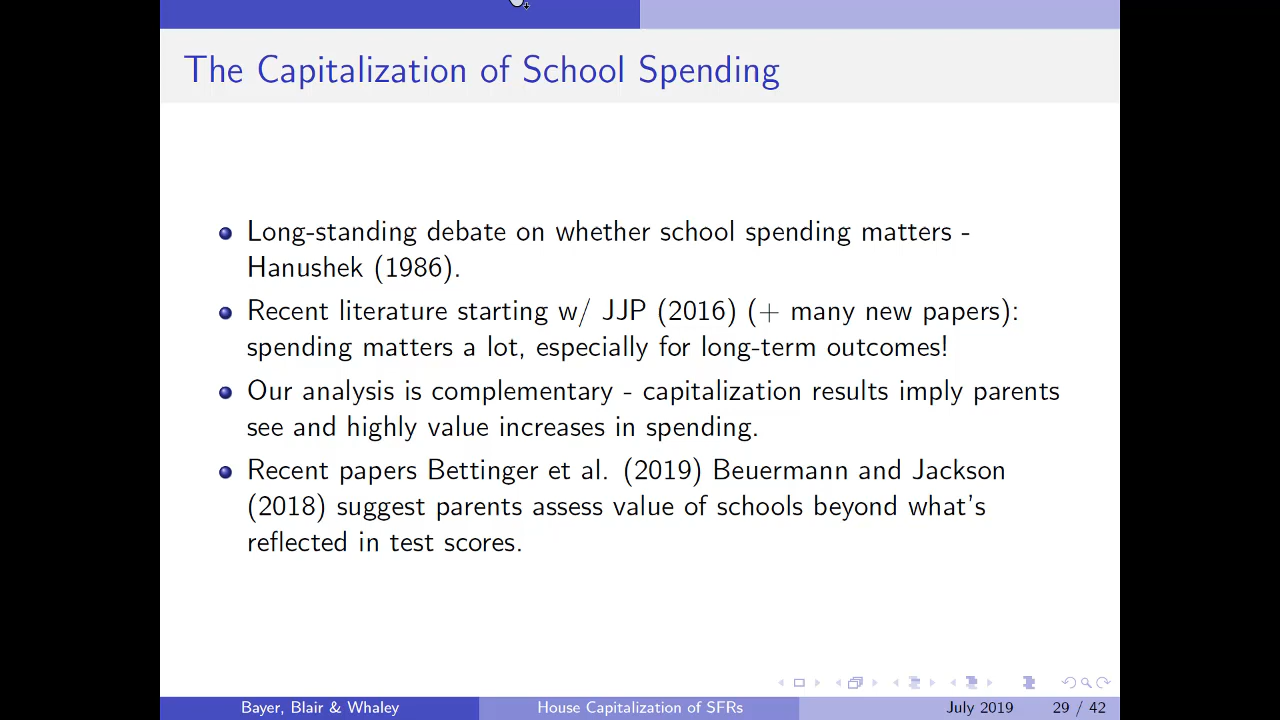 The Capitalization of School Spending
Long-standing debate on whether school spending matters -
Hanushek (1986).
Recent literature starting w/ JJP (2016) (+ many new papers):
spending matters a lot, especially for long-term outcomes!
Our analysis is complementary - capitalization results imply parents
see and highly value increases in spending.
Recent papers Bettinger et al. (2019) Beuermann and Jackson
(2018) suggest parents assess value of schools beyond what's
reflected in test scores.
Bayer, Blair & Whaley
House Capitalization of SFRs
July 2019
29 / 42